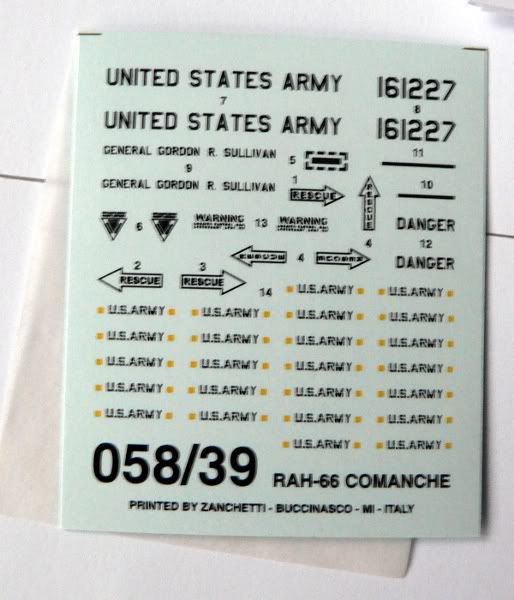 UNITED STATES ARMY 161227
7 8
UNITED STATES ARMY 161227
GENERAL GORDON R. SULLIVAN 5 11
9
GENERAL GORDON R. SULLIVAN 1 RESCUE RESCUE 10
6 WARNING 13 WARNING DANGER
4 12
4 DANGER
2 RESCUE 3 RESCUE 14
U.S.ARMY U.S.ARMY
U.S.ARMY U.S.ARMY U.S.ARMY U.S.ARMY
U.S.ARMY U.S.ARMY U.S.ARMY U.S.ARMY
U.S.ARMY U.S.ARMY U.S.ARMY U.S.ARMY
U.S.ARMY U.S.ARMY U.S.ARMY U.S.ARMY
U.S.ARMY U.S.ARMY U.S.ARMY U.S.ARMY
U.S.ARMY U.S.ARMY
058/39 RAH-66 COMANCHE
PRINTED BY ZANCHETTI - BUCCINASCO - MI - ITALY